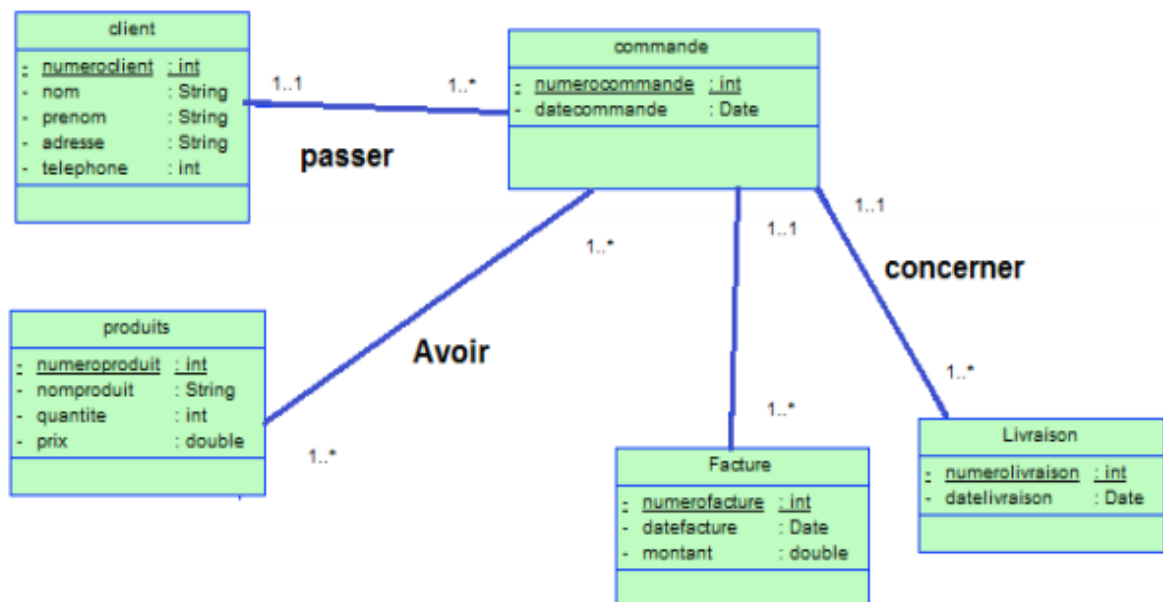 client
- numeroclient : int
- nom : String
- prenom : String
- adresse : String
- telephone : int
1..1
1..*
passer
commande
- numerocommande : int
- datecommande : Date
1..*
1..1
1..1
concerner
Avoir
produits
- numeroproduit : int
- nomproduit : String
- quantite : int
- prix : double
1..*
1..*
1..*
Facture
- numerofacture : int
- datefacture : Date
- montant : double
Livraison
- numerolivraison : int
- datelivraison : Date